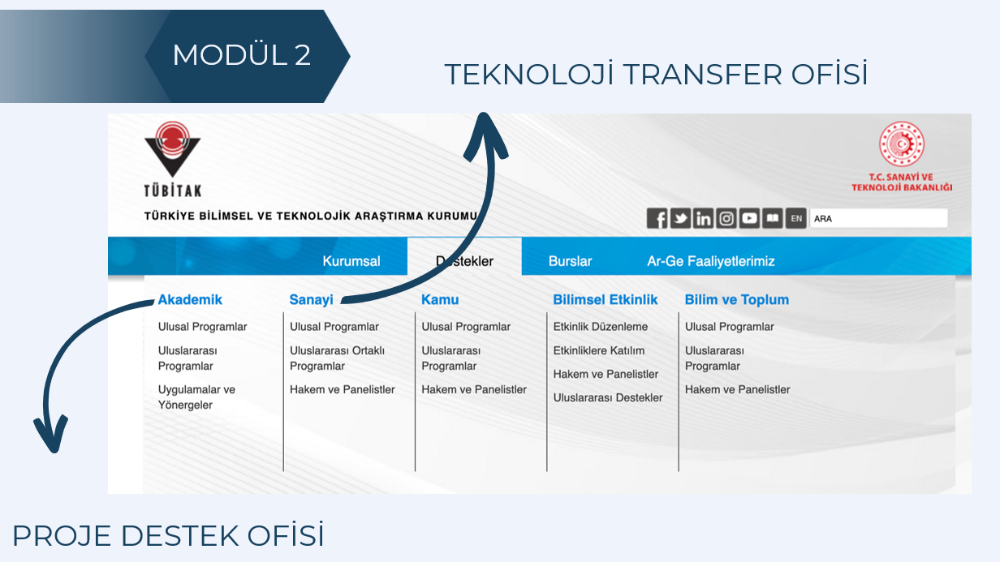 MODÜL 2
TEKNOLOJİ TRANSFER OFİSİ
TÜBİTAK
T.C. SANAYİ VE
TEKNOLOJİ BAKANLIĞI
TÜRKİYE BİLİMSEL VE TEKNOLOJİK ARAŞTIRMA KURUMU
EN
ARA
Kurumsal
Destekler
Burslar
Ar-Ge Faaliyetlerimiz
Akademik
Ulusal Programlar
Uluslararası
Programlar
Uygulamalar ve
Yönergeler
Sanayi
Ulusal Programlar
Uluslararası Ortaklı
Programlar
Hakem ve Panelistler
Kamu
Ulusal Programlar
Uluslararası
Programlar
Hakem ve Panelistler
Bilimsel Etkinlik
Etkinlik Düzenleme
Etkinliklere Katılım
Hakem ve Panelistler
Uluslararası Destekler
Bilim ve Toplum
Ulusal Programlar
Uluslararası
Programlar
Hakem ve Panelistler
PROJE DESTEK OFİSİ